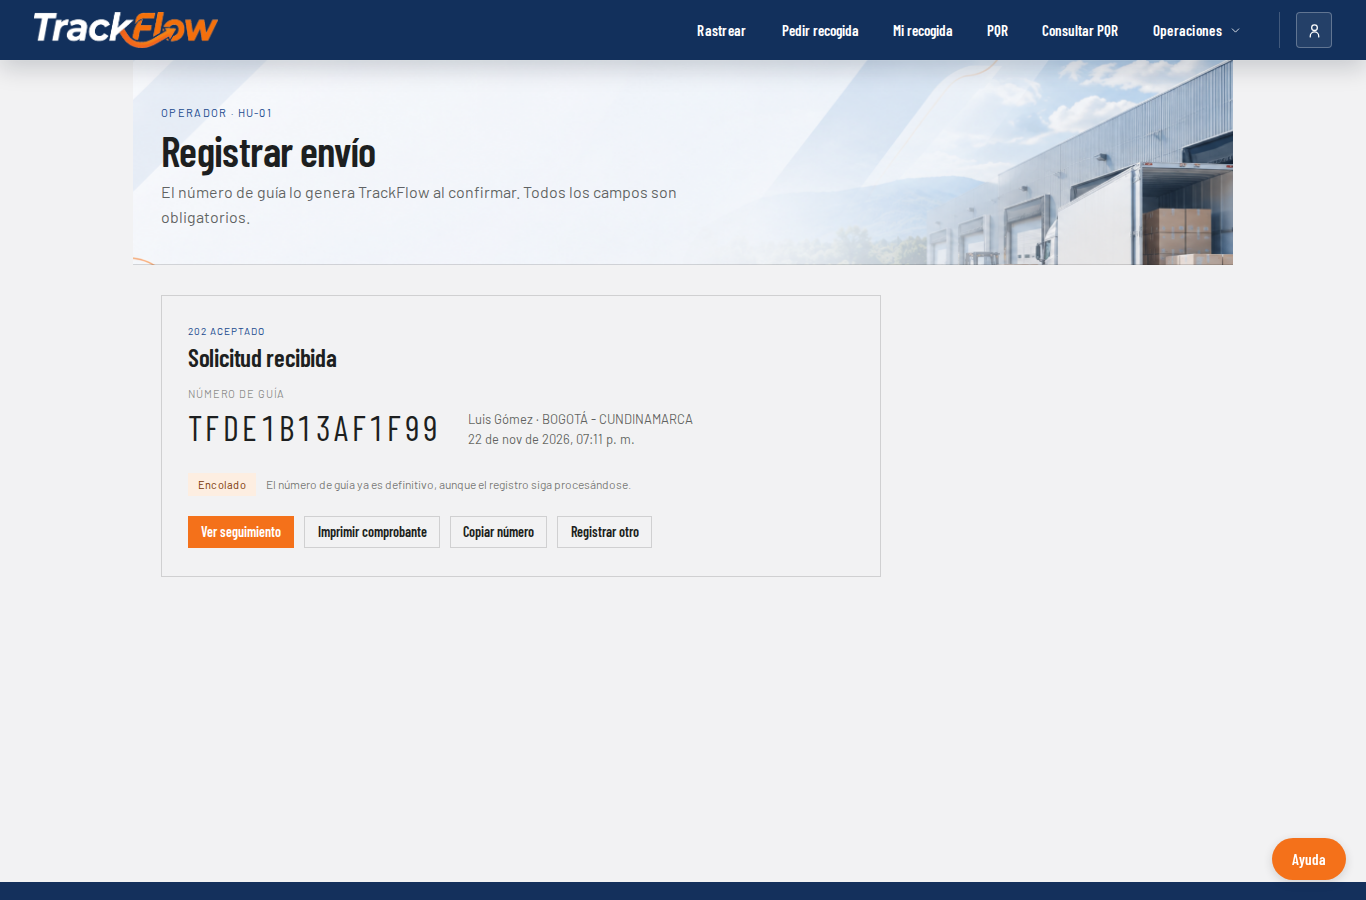 TrackFlow
Rastrear
Pedir recogida
Mi recogida
PQR
Consultar PQR
Operaciones
OPERADOR · HU-01
Registrar envío
El número de guía lo genera TrackFlow al confirmar. Todos los campos son
obligatorios.
202 ACEPTADO
Solicitud recibida
NÚMERO DE GUÍA
TFDE1B13AF1F99
Luis Gómez · BOGOTÁ - CUNDINAMARCA
22 de nov de 2026, 07:11 p. m.
Encolado
El número de guía ya es definitivo, aunque el registro siga procesándose.
Ver seguimiento
Imprimir comprobante
Copiar número
Registrar otro
Ayuda